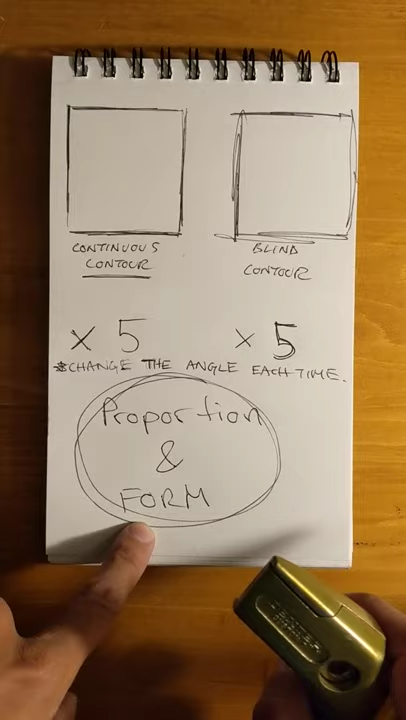 CONTINUOUS
CONTOUR
BLIND
CONTOUR
× 5
× 5
*CHANGE THE ANGLE EACH TIME.
Proportion
&
FORM